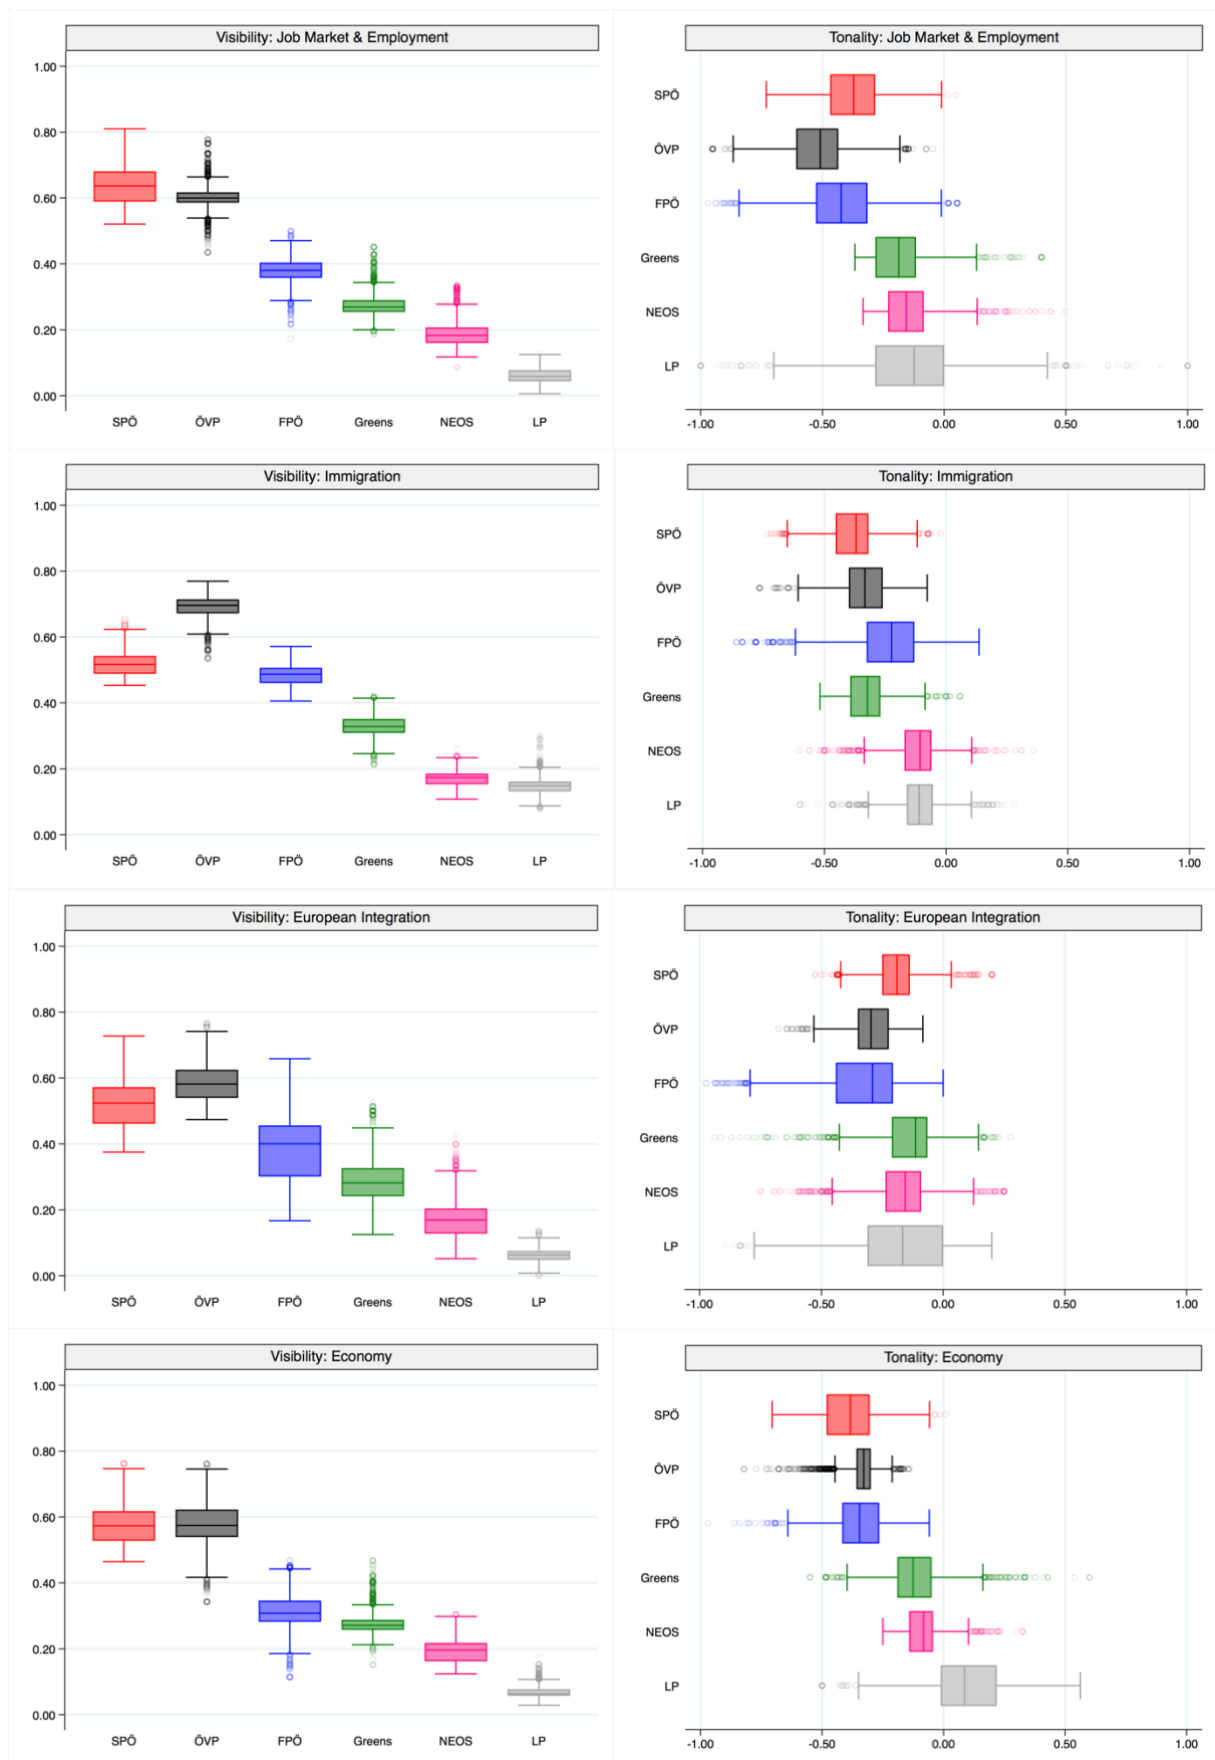 Visibility: Job Market & Employment
1.00
0.80
0.60
0.40
0.20
0.00
SPÖ ÖVP FPÖ Greens NEOS LP
Tonality: Job Market & Employment
SPÖ
ÖVP
FPÖ
Greens
NEOS
LP
-1.00 -0.50 0.00 0.50 1.00
Visibility: Immigration
1.00
0.80
0.60
0.40
0.20
0.00
SPÖ ÖVP FPÖ Greens NEOS LP
Tonality: Immigration
SPÖ
ÖVP
FPÖ
Greens
NEOS
LP
-1.00 -0.50 0.00 0.50 1.00
Visibility: European Integration
1.00
0.80
0.60
0.40
0.20
0.00
SPÖ ÖVP FPÖ Greens NEOS LP
Tonality: European Integration
SPÖ
ÖVP
FPÖ
Greens
NEOS
LP
-1.00 -0.50 0.00 0.50 1.00
Visibility: Economy
1.00
0.80
0.60
0.40
0.20
0.00
SPÖ ÖVP FPÖ Greens NEOS LP
Tonality: Economy
SPÖ
ÖVP
FPÖ
Greens
NEOS
LP
-1.00 -0.50 0.00 0.50 1.00